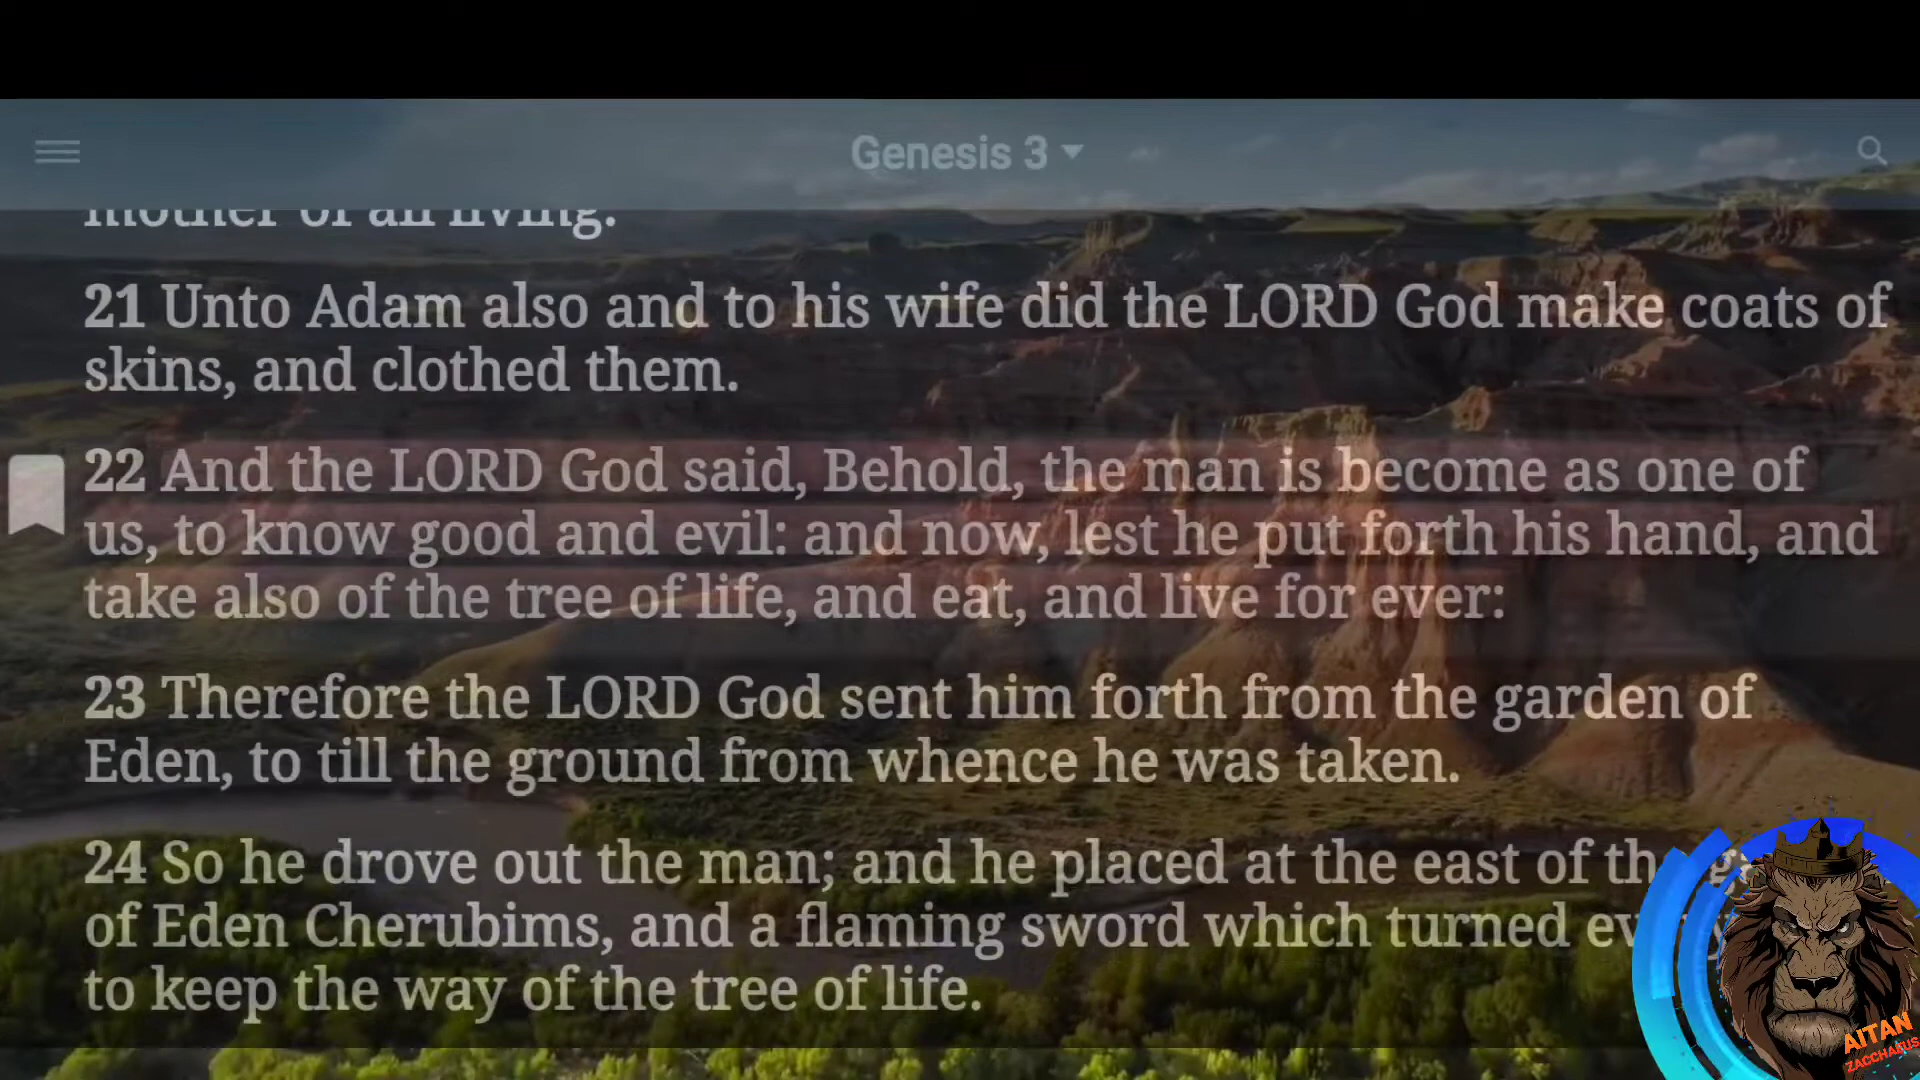 Genesis 3
mother of all living.
21 Unto Adam also and to his wife did the LORD God make coats of
skins, and clothed them.
22 And the LORD God said, Behold, the man is become as one of
us, to know good and evil: and now, lest he put forth his hand, and
take also of the tree of life, and eat, and live for ever:
23 Therefore the LORD God sent him forth from the garden of
Eden, to till the ground from whence he was taken.
24 So he drove out the man; and he placed at the east of
of Eden Cherubims, and a flaming sword which turned
to keep the way of the tree of life.
AITAN
ZACCHAEUS